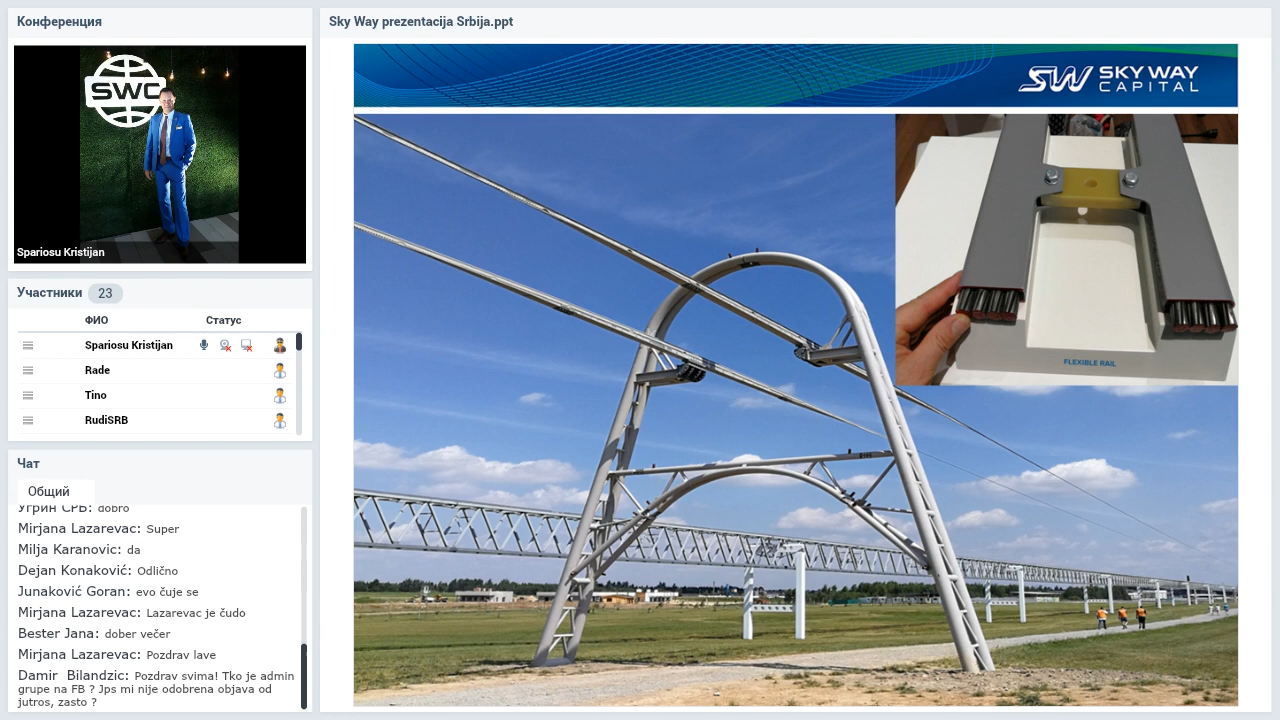 Конференция
SWC
Spariosu Kristijan
Участники 23
ФИО Статус
Spariosu Kristijan
Rade
Tino
RudiSRB
Чат
Общий
Угрин СРБ: dobro
Mirjana Lazarevac: Super
Milja Karanovic: da
Dejan Konaković: Odlično
Junaković Goran: evo čuje se
Mirjana Lazarevac: Lazarevac je čudo
Bester Jana: dober večer
Mirjana Lazarevac: Pozdrav lave
Damir Bilandzic: Pozdrav svima! Tko je admin
grupe na FB ? Jps mi nije odobrena objava od
jutros, zasto ?
Sky Way prezentacija Srbija.ppt
SW SKY WAY
CAPITAL
FLEXIBLE RAIL